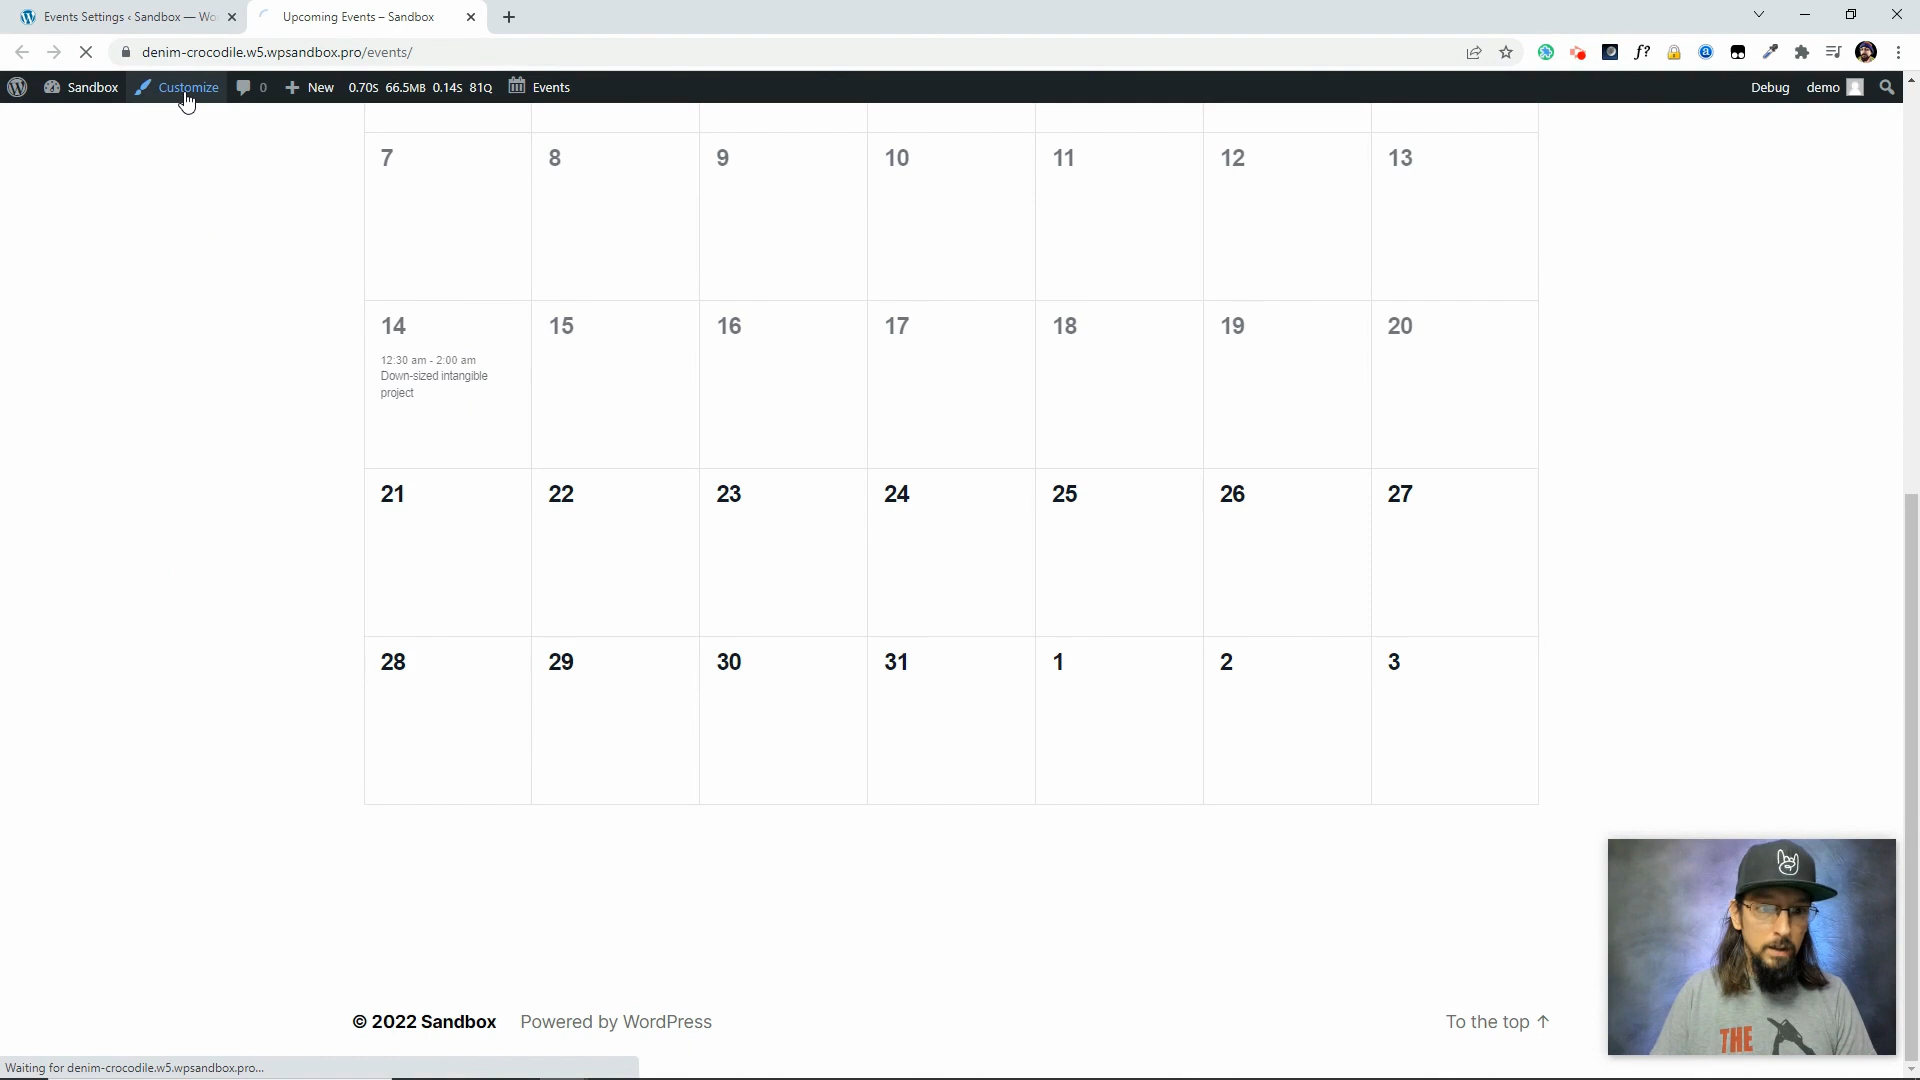 Events Settings ‹ Sandbox — Wo
Upcoming Events – Sandbox
denim-crocodile.w5.wpsandbox.pro/events/
Sandbox
Customize
0
New
0.70S 66.5MB 0.14S 81Q
Events
Debug
demo
7 8 9 10 11 12 13
14 15 16 17 18 19 20
12:30 am - 2:00 am
Down-sized intangible
project
21 22 23 24 25 26 27
28 29 30 31 1 2 3
© 2022 Sandbox
Powered by WordPress
To the top ↑
THE
Waiting for denim-crocodile.w5.wpsandbox.pro...